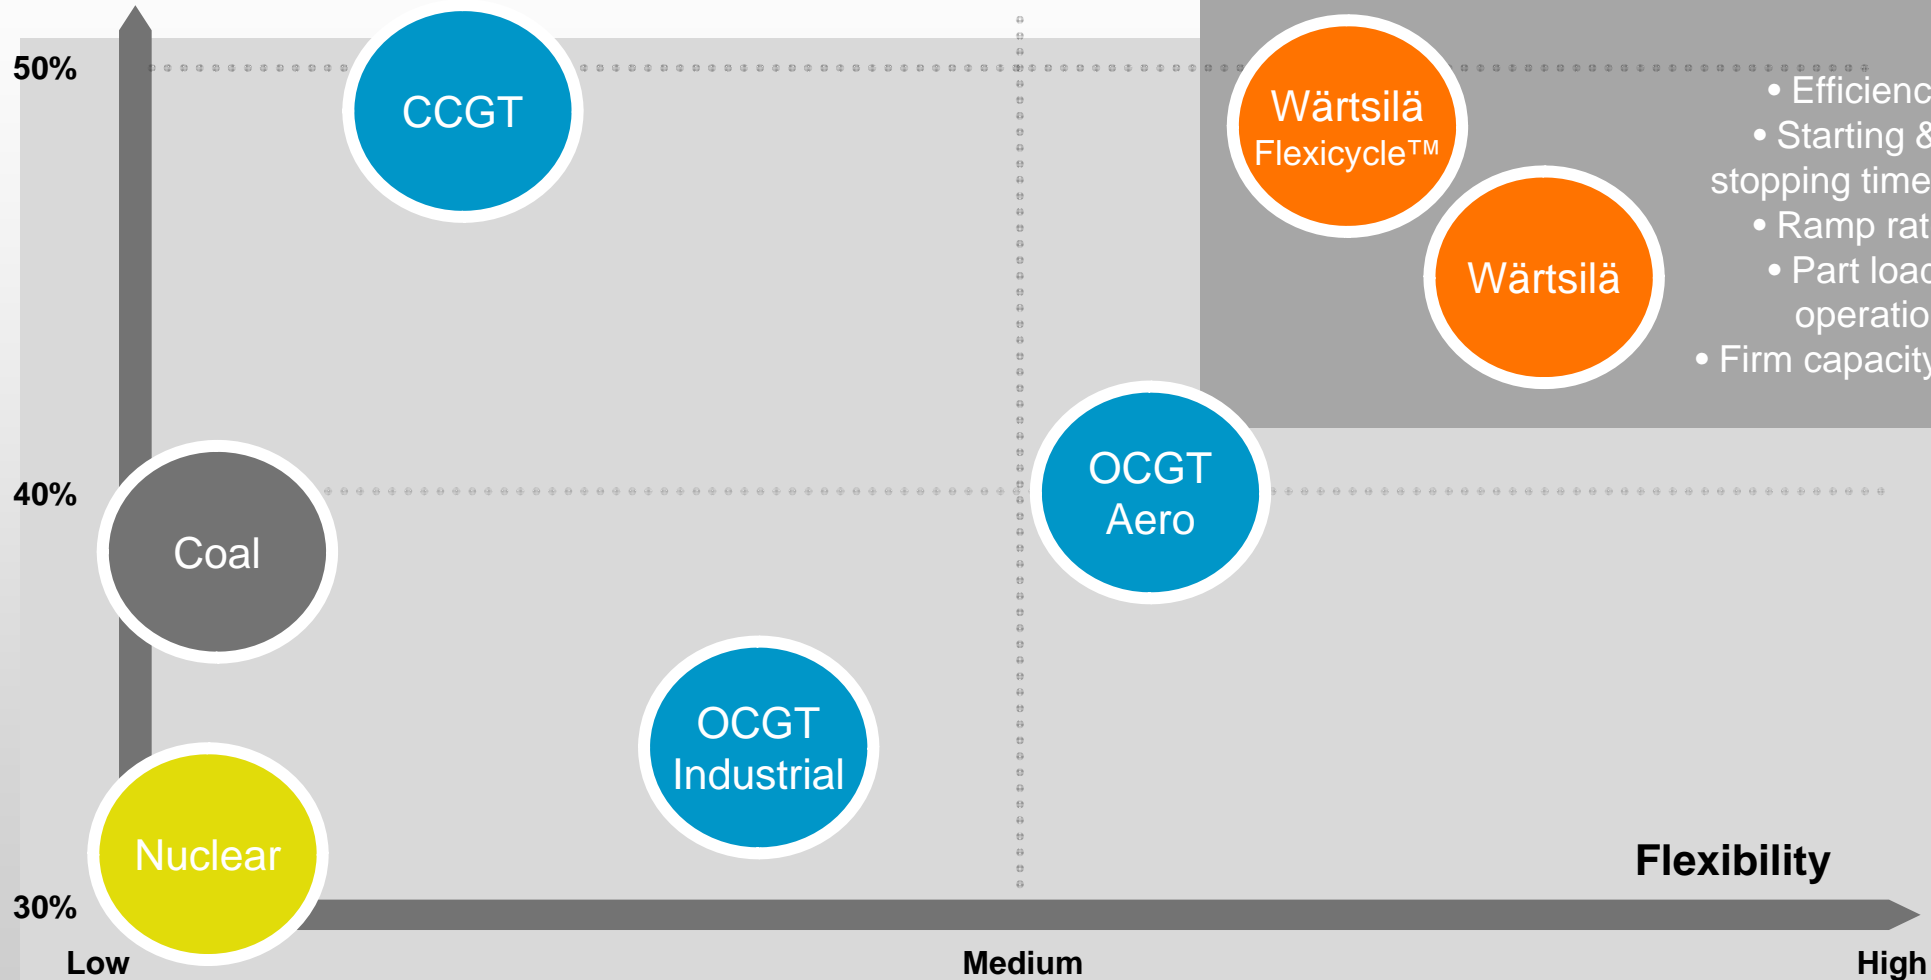 50%
CCGT
Wärtsilä
Flexicycle™
• Efficienc
• Starting &
stopping time
• Ramp rat
• Part load
operatio
• Firm capacity
Wärtsilä
40%
OCGT
Aero
Coal
OCGT
Industrial
Nuclear
Flexibility
30%
Low
Medium
High